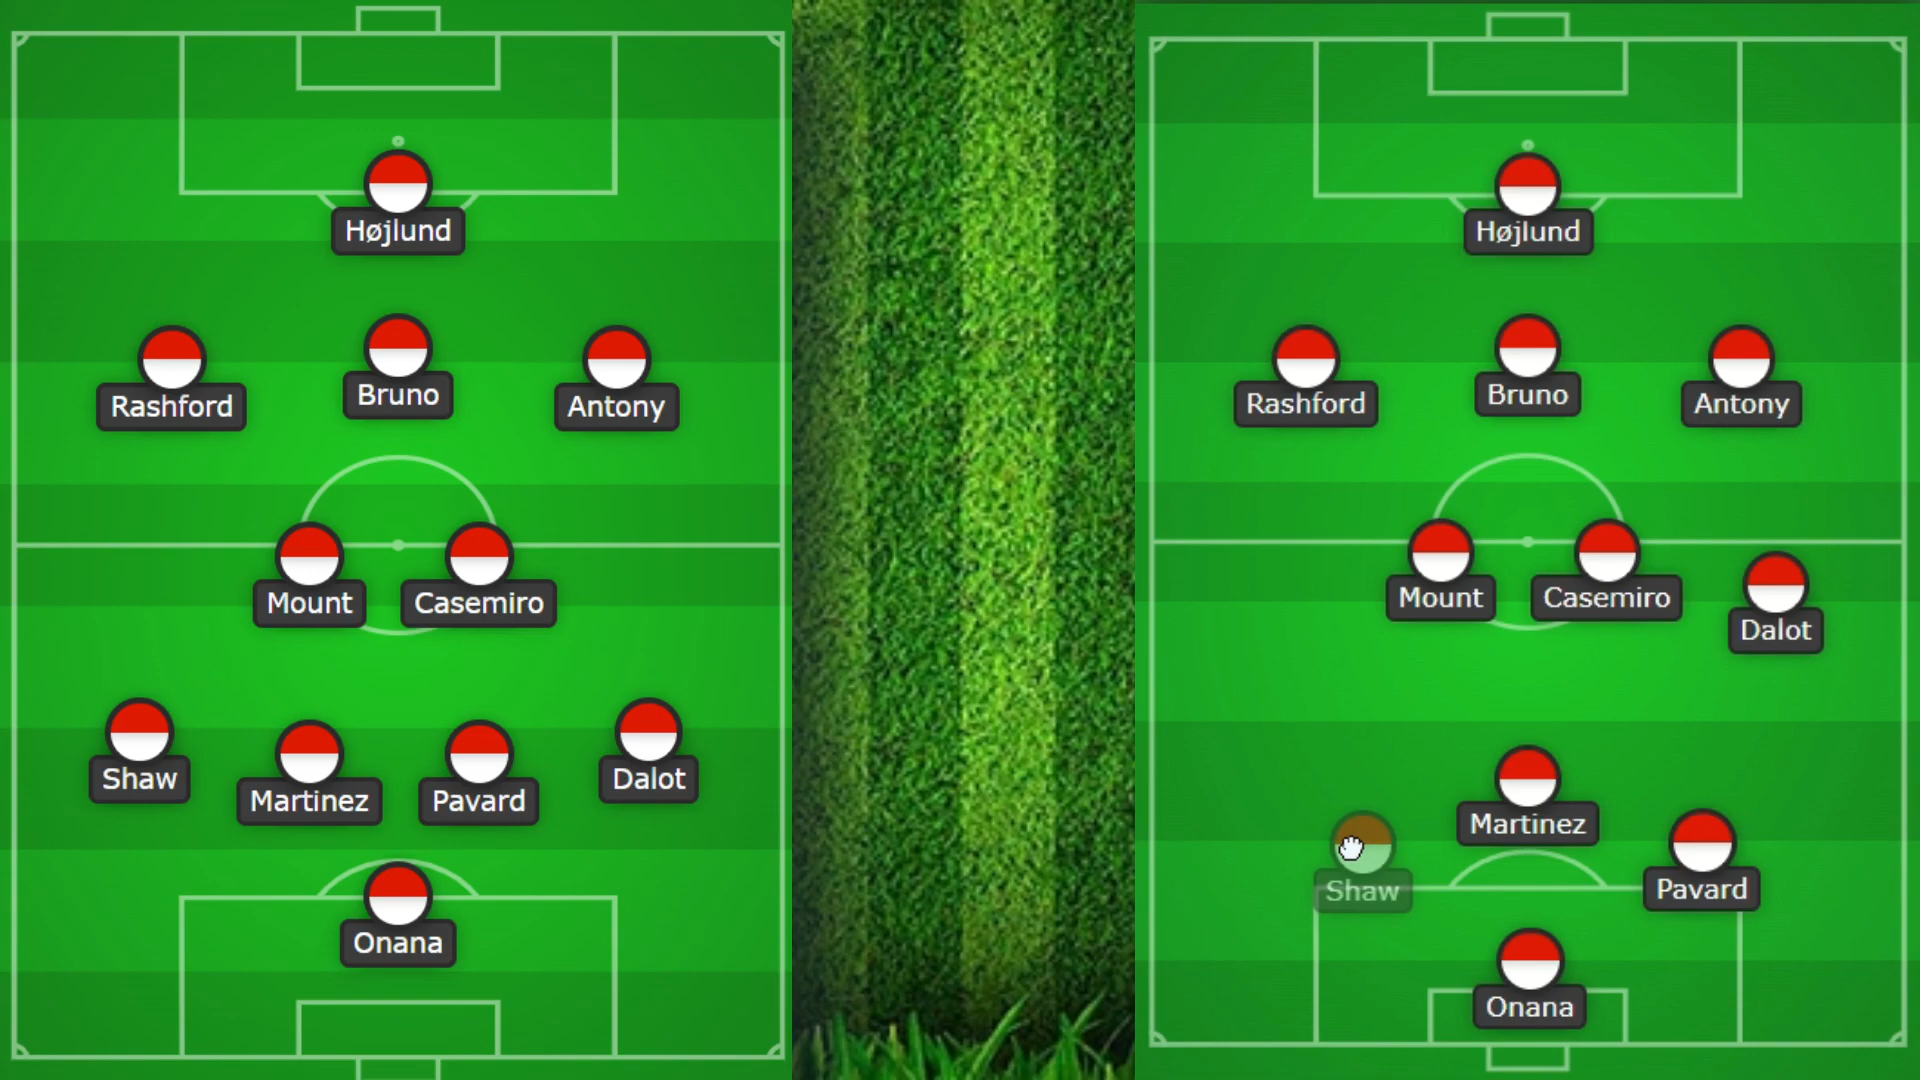 Højlund
Rashford
Bruno
Antony
Mount
Casemiro
Shaw
Martinez
Pavard
Dalot
Onana
Højlund
Rashford
Bruno
Antony
Mount
Casemiro
Dalot
Martinez
Shaw
Pavard
Onana